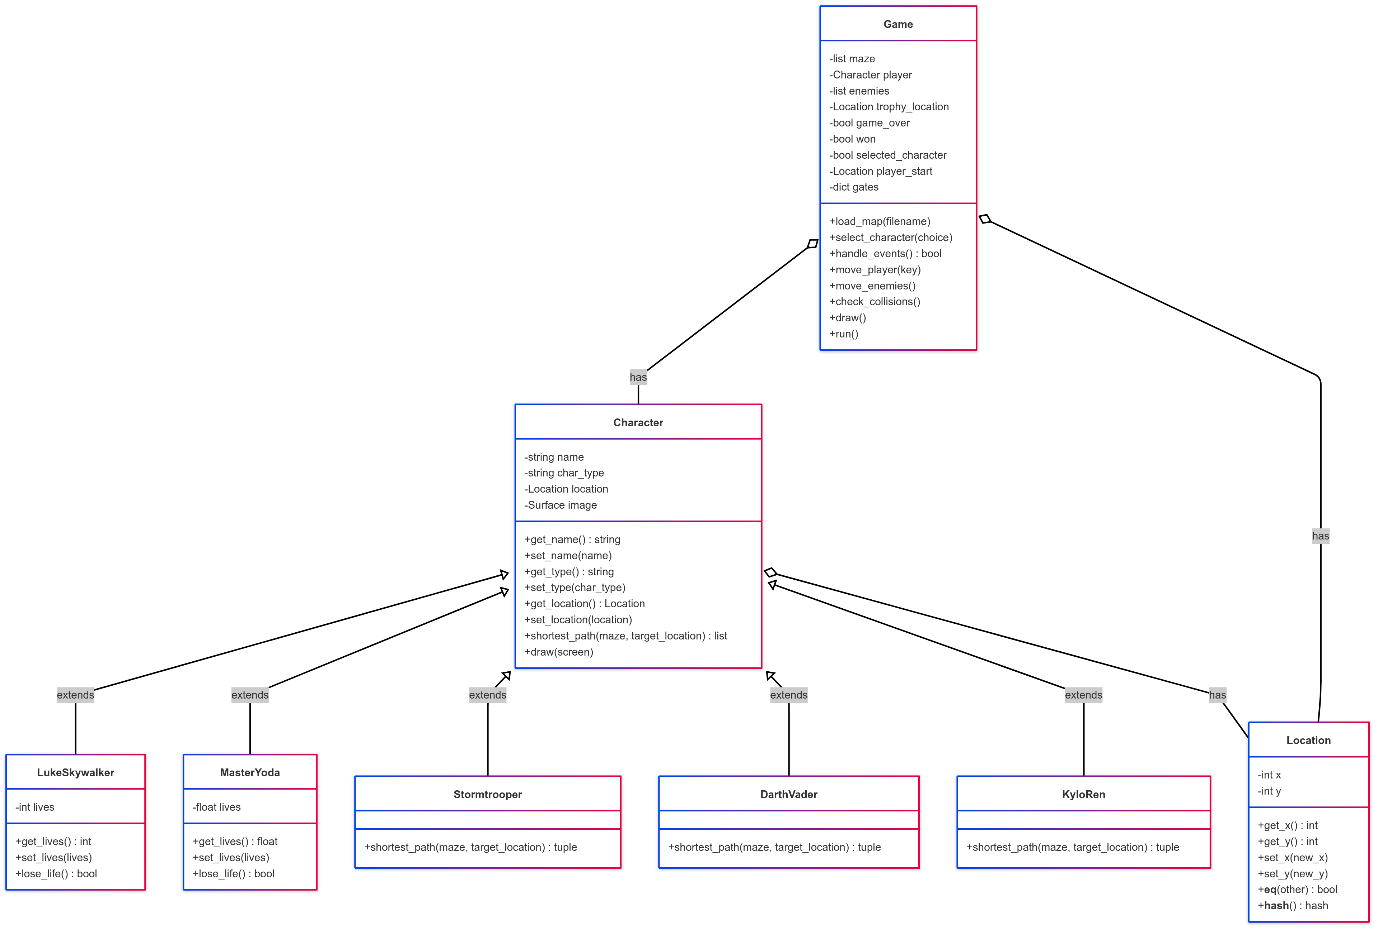 Game
-list maze
-Character player
-list enemies
-Location trophy_location
-bool game_over
-bool won
-bool selected_character
-Location player_start
-dict gates
+load_map(filename)
+select_character(choice)
+handle_events() : bool
+move_player(key)
+move_enemies()
+check_collisions()
+draw()
+run()
has
has
Character
-string name
-string char_type
-Location location
-Surface image
+get_name() : string
+set_name(name)
+get_type() : string
+set_type(char_type)
+get_location() : Location
+set_location(location)
+shortest_path(maze, target_location) : list
+draw(screen)
extends
extends
extends
extends
extends
has
LukeSkywalker
-int lives
+get_lives() : int
+set_lives(lives)
+lose_life() : bool
MasterYoda
-float lives
+get_lives() : float
+set_lives(lives)
+lose_life() : bool
Stormtrooper
+shortest_path(maze, target_location) : tuple
DarthVader
+shortest_path(maze, target_location) : tuple
KyloRen
+shortest_path(maze, target_location) : tuple
Location
-int x
-int y
+get_x() : int
+get_y() : int
+set_x(new_x)
+set_y(new_y)
+eq(other) : bool
+hash() : hash